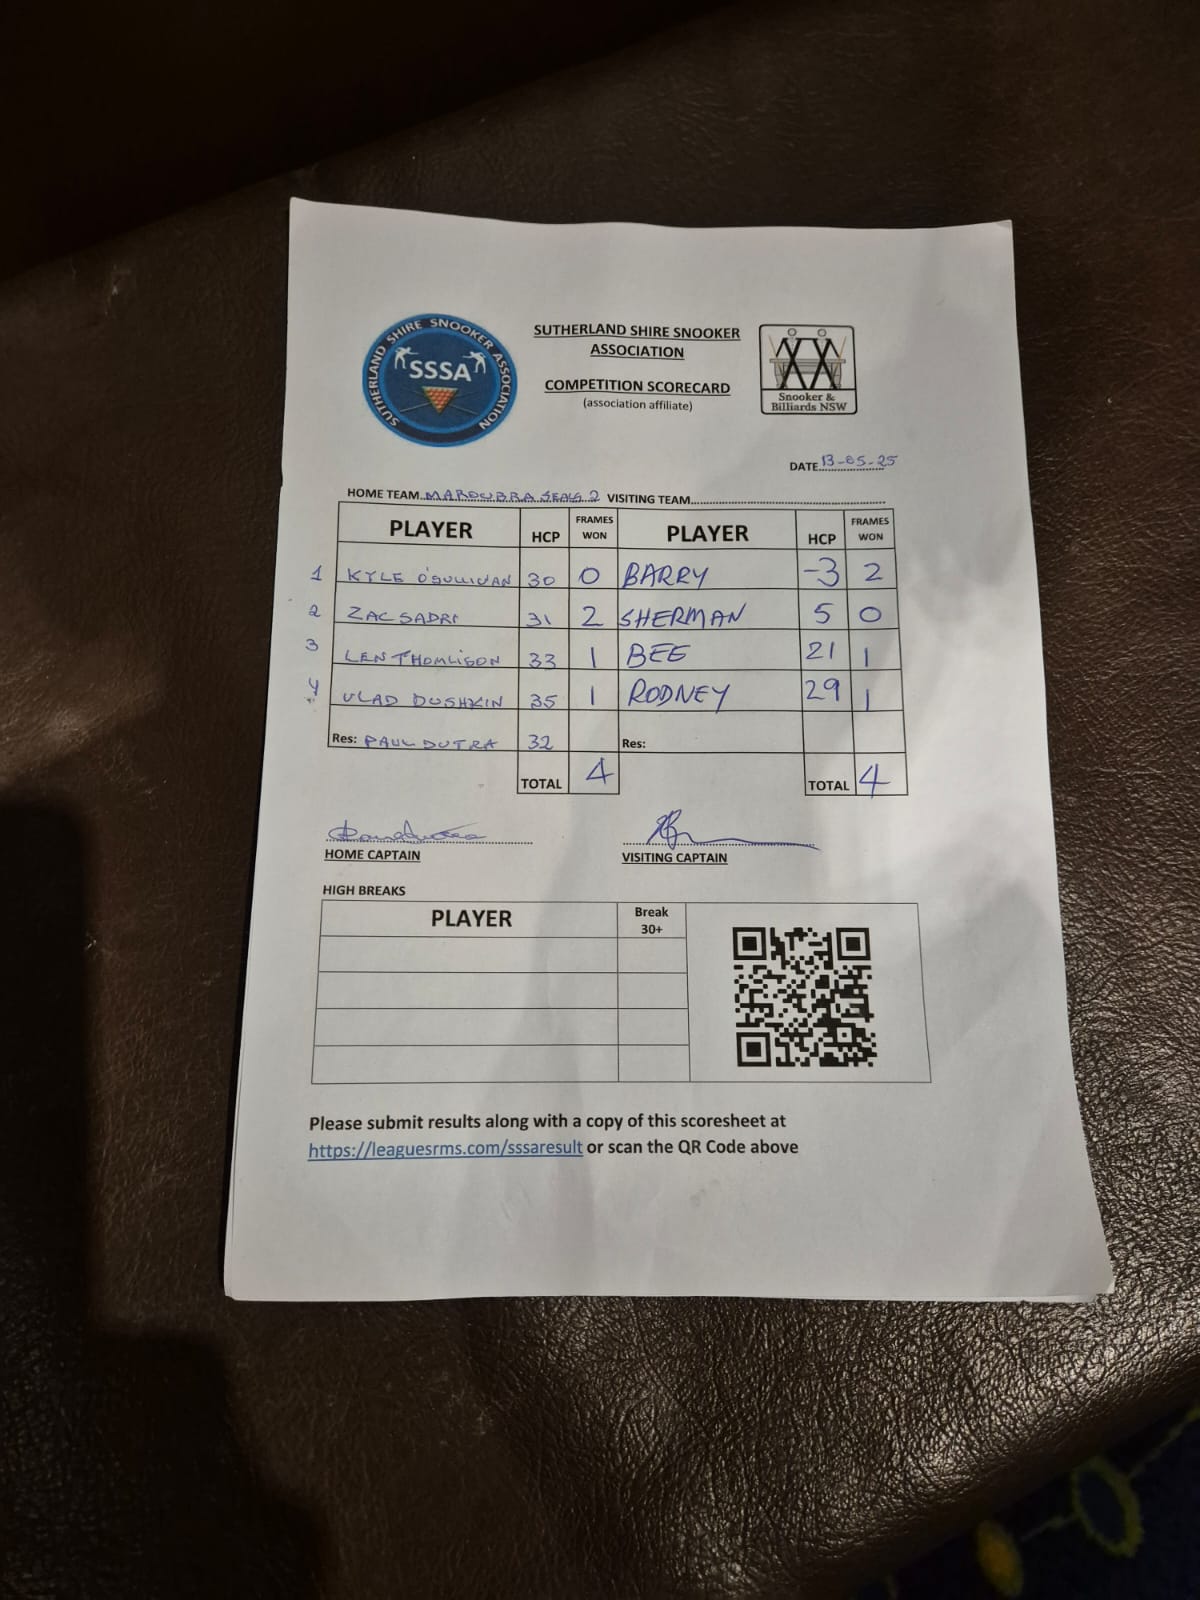 SUTHERLAND SHIRE SNOOKER ASSOCIATION
SSSA
SUTHERLAND SHIRE SNOOKER
ASSOCIATION
COMPETITION SCORECARD
(association affiliate)
Snooker &
Billiards NSW
DATE 13-05-25
HOME TEAM MAROUBRA SEALS 2 VISITING TEAM
PLAYER HCP FRAMES WON PLAYER HCP FRAMES WON
1 KYLE O'SULLIVAN 30 0 BARRY -3 2
2 ZAC SADRI 31 2 SHERMAN 5 0
3 LEN THOMLISON 33 1 BEE 21 1
4 VLAD DUSHKIN 35 1 RODNEY 29 1
Res: PAUL DUTRA 32 Res:
TOTAL 4 TOTAL 4
HOME CAPTAIN VISITING CAPTAIN
HIGH BREAKS
PLAYER Break 30+
Please submit results along with a copy of this scoresheet at
https://leaguesrms.com/sssaresult or scan the QR Code above